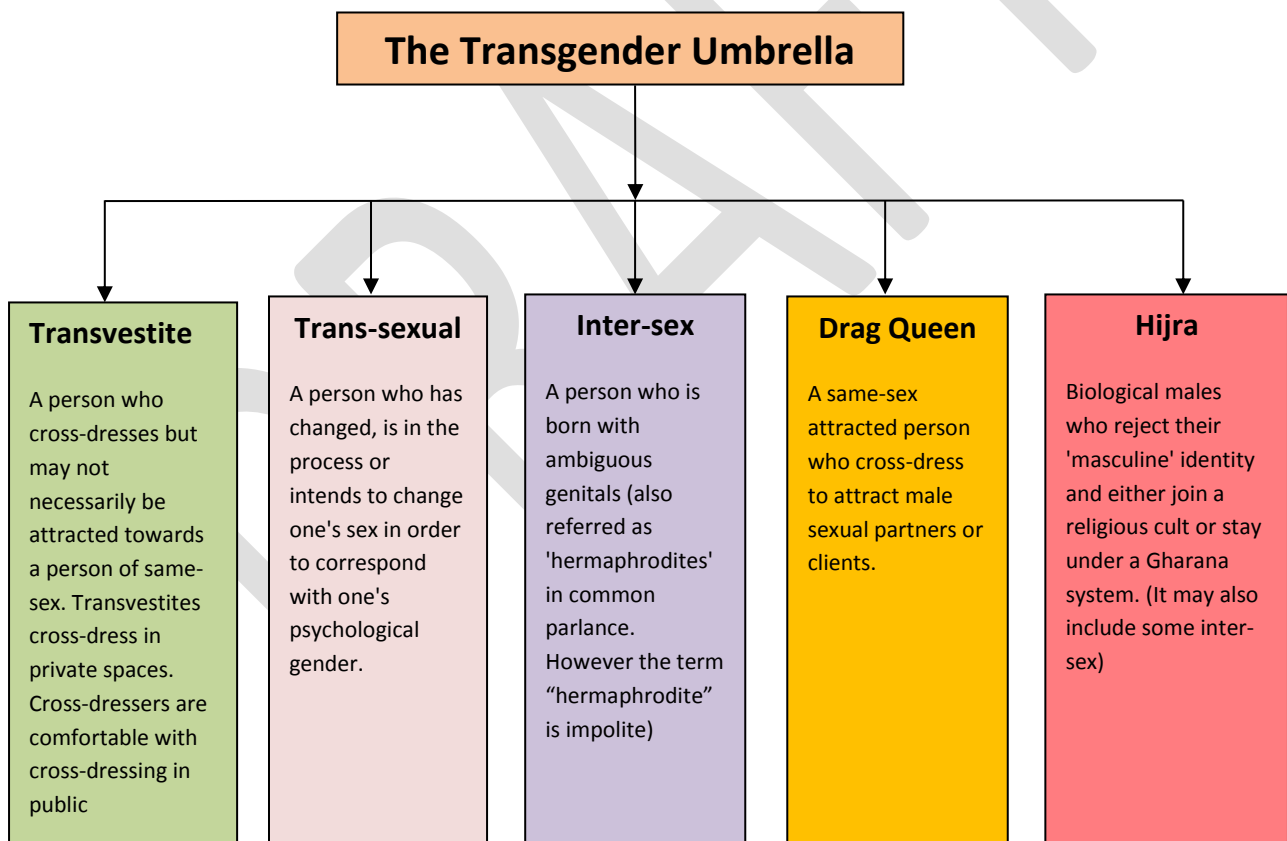 The Transgender Umbrella
Transvestite
A person who
cross-dresses but
may not
necessarily be
attracted towards
a person of same-
sex. Transvestites
cross-dress in
private spaces.
Cross-dressers are
comfortable with
cross-dressing in
public
Trans-sexual
A person who has
changed, is in the
process or
intends to change
one's sex in order
to correspond
with one's
psychological
gender.
Inter-sex
A person who is
born with
ambiguous
genitals (also
referred as
'hermaphrodites'
in common
parlance.
However the term
“hermaphrodite”
is impolite)
Drag Queen
A same-sex
attracted person
who cross-dress
to attract male
sexual partners or
clients.
Hijra
Biological males
who reject their
'masculine' identity
and either join a
religious cult or stay
under a Gharana
system. (It may also
include some inter-
sex)